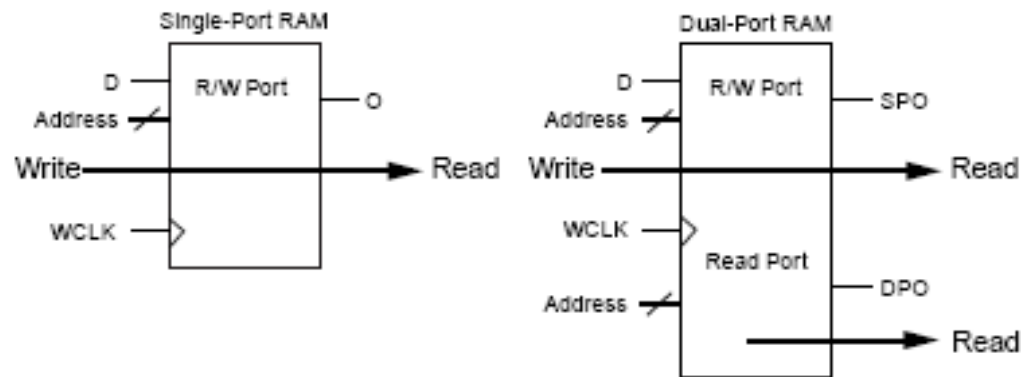 Single-Port RAM
D
R/W Port
O
Address
Write
Read
WCLK
Dual-Port RAM
D
R/W Port
SPO
Address
Write
Read
WCLK
Read Port
DPO
Address
Read